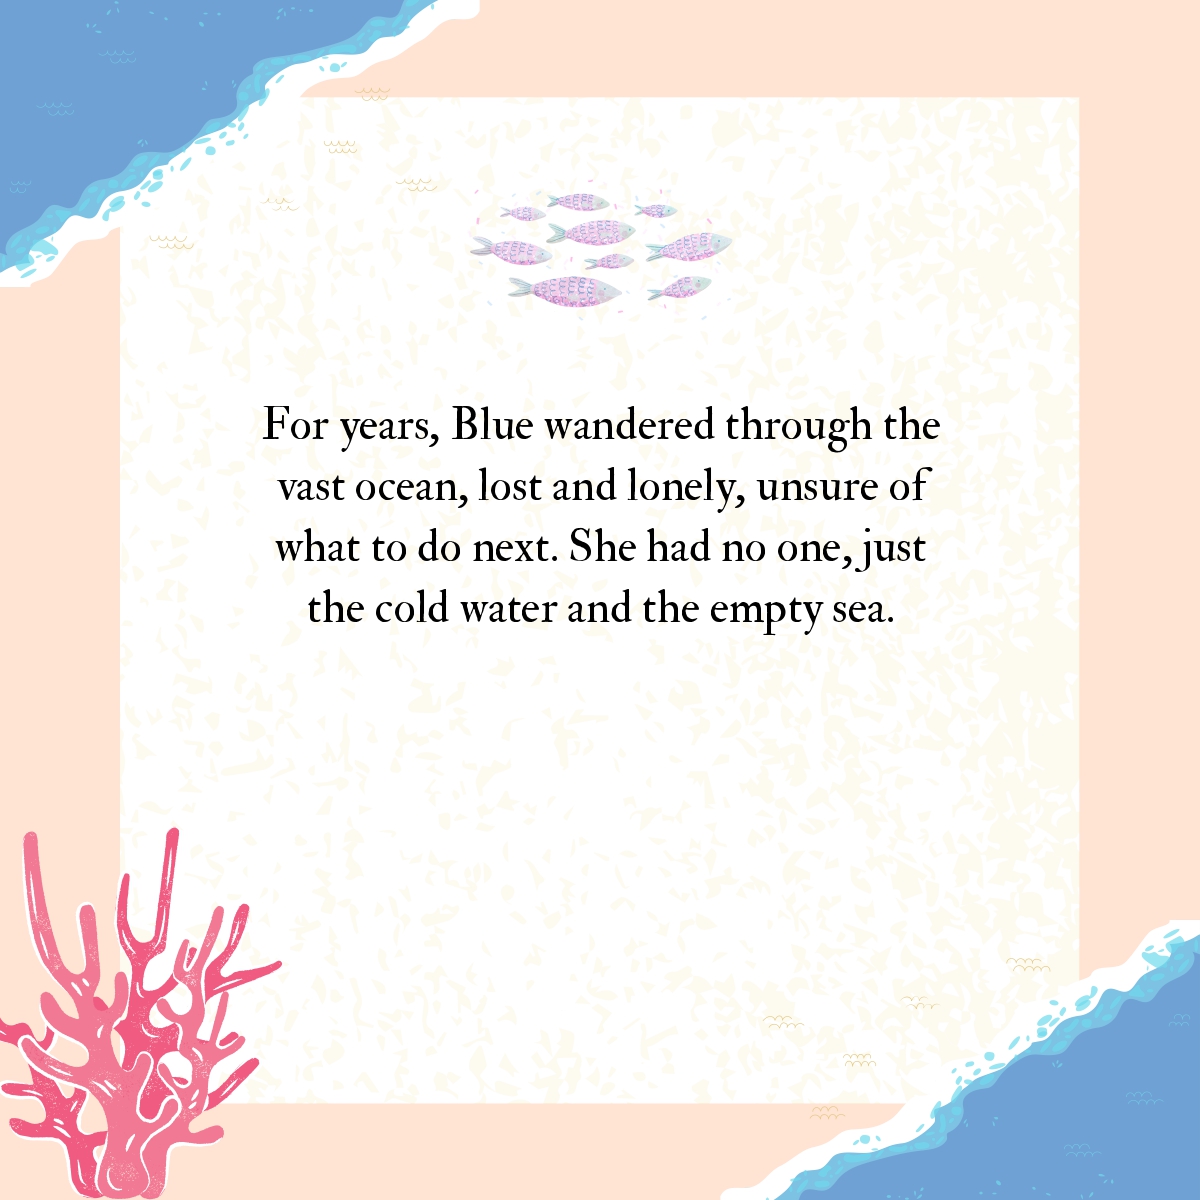 For years, Blue wandered through the
vast ocean, lost and lonely, unsure of
what to do next. She had no one, just
the cold water and the empty sea.